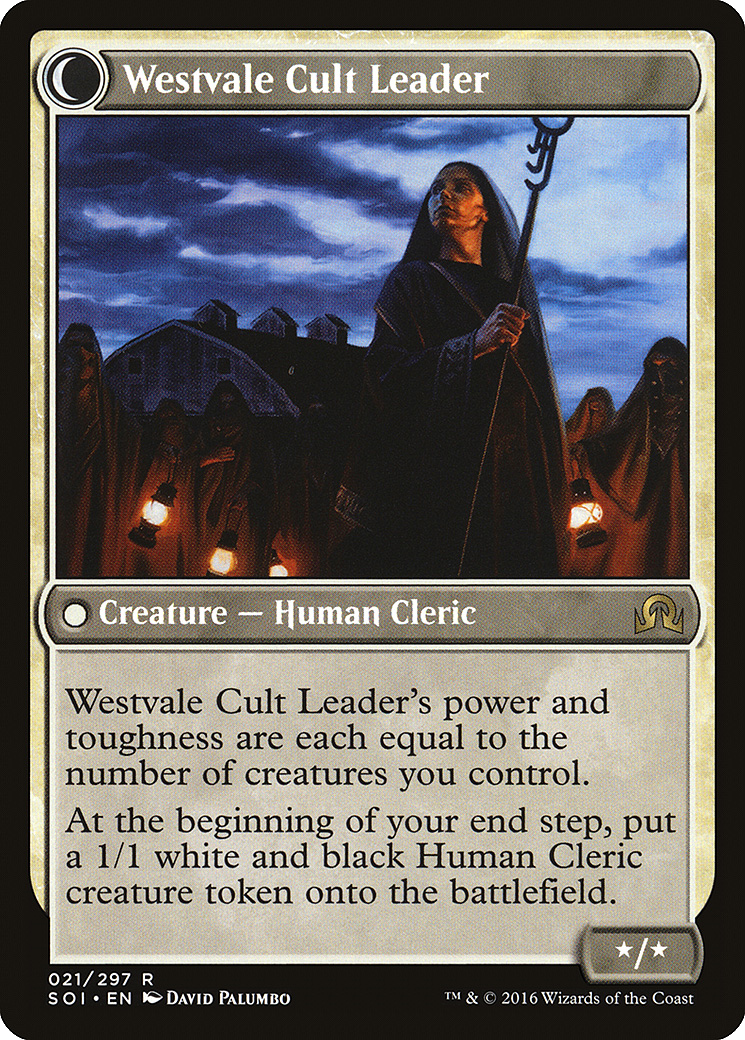 Westvale Cult Leader
Creature — Human Cleric
Westvale Cult Leader's power and
toughness are each equal to the
number of creatures you control.
At the beginning of your end step, put
a 1/1 white and black Human Cleric
creature token onto the battlefield.
★/★
021/297 R
SOI • EN David Palumbo
™ & © 2016 Wizards of the Coast